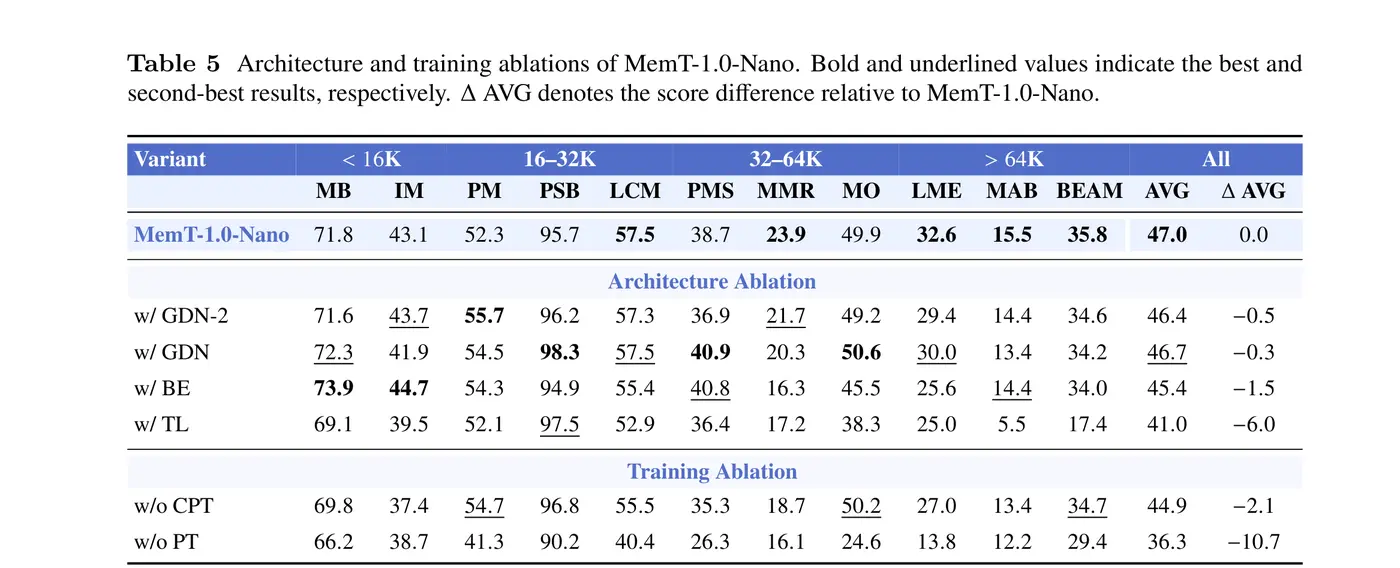 Table 5 Architecture and training ablations of MemT-1.0-Nano. Bold and underlined values indicate the best and
second-best results, respectively. Δ AVG denotes the score difference relative to MemT-1.0-Nano.
Variant < 16K 16–32K 32–64K > 64K All
MB IM PM PSB LCM PMS MMR MO LME MAB BEAM AVG Δ AVG
MemT-1.0-Nano 71.8 43.1 52.3 95.7 57.5 38.7 23.9 49.9 32.6 15.5 35.8 47.0 0.0
Architecture Ablation
w/ GDN-2 71.6 43.7 55.7 96.2 57.3 36.9 21.7 49.2 29.4 14.4 34.6 46.4 −0.5
w/ GDN 72.3 41.9 54.5 98.3 57.5 40.9 20.3 50.6 30.0 13.4 34.2 46.7 −0.3
w/ BE 73.9 44.7 54.3 94.9 55.4 40.8 16.3 45.5 25.6 14.4 34.0 45.4 −1.5
w/ TL 69.1 39.5 52.1 97.5 52.9 36.4 17.2 38.3 25.0 5.5 17.4 41.0 −6.0
Training Ablation
w/o CPT 69.8 37.4 54.7 96.8 55.5 35.3 18.7 50.2 27.0 13.4 34.7 44.9 −2.1
w/o PT 66.2 38.7 41.3 90.2 40.4 26.3 16.1 24.6 13.8 12.2 29.4 36.3 −10.7